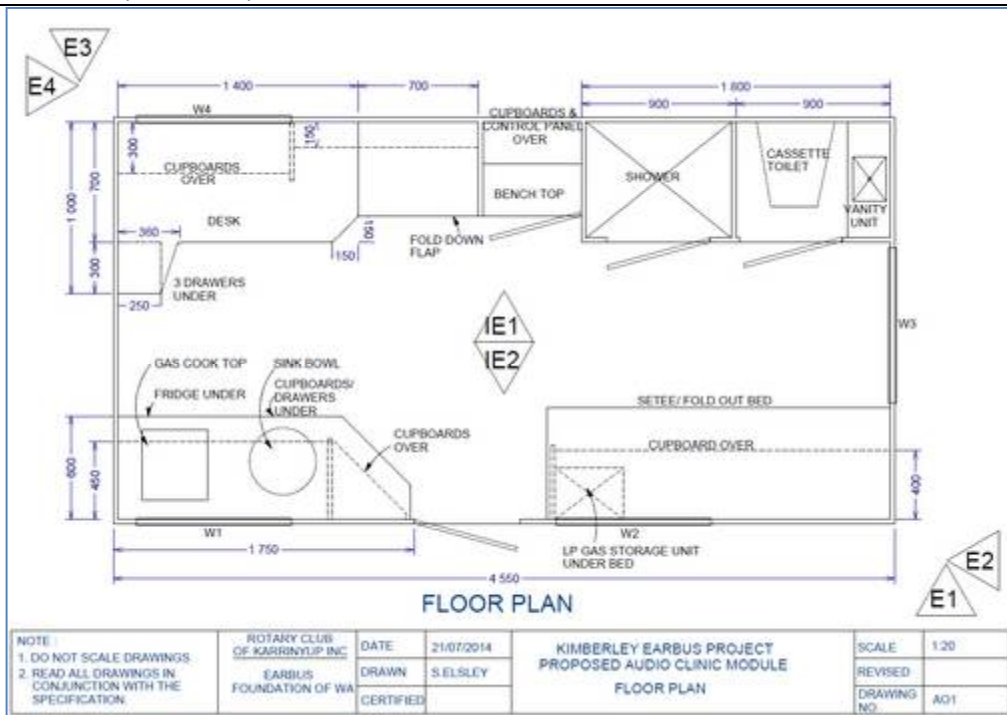 E3
E4
1 400
700
1 800
900
900
W4
300
150
CUPBOARDS &
CONTROL PANEL
OVER
CUPBOARDS
OVER
SHOWER
CASSETTE
TOILET
700
1 000
BENCH TOP
DESK
VANITY
UNIT
360
150
150
FOLD DOWN
FLAP
300
3 DRAWERS
UNDER
250
IE1
IE2
W3
GAS COOK TOP
SINK BOWL
FRIDGE UNDER
CUPBOARDS/
DRAWERS
UNDER
SETEE/ FOLD OUT BED
CUPBOARDS
OVER
CUPBOARD OVER
600
450
400
W1
W2
1 750
LP GAS STORAGE UNIT
UNDER BED
4 550
E2
E1
FLOOR PLAN
NOTE :
1. DO NOT SCALE DRAWINGS
2. READ ALL DRAWINGS IN
CONJUNCTION WITH THE
SPECIFICATION.
ROTARY CLUB
OF KARRINYUP INC
EARBUS
FOUNDATION OF WA
DATE 21/07/2014
DRAWN S.ELSLEY
CERTIFIED
KIMBERLEY EARBUS PROJECT
PROPOSED AUDIO CLINIC MODULE
FLOOR PLAN
SCALE 1:20
REVISED
DRAWING
NO. AO1